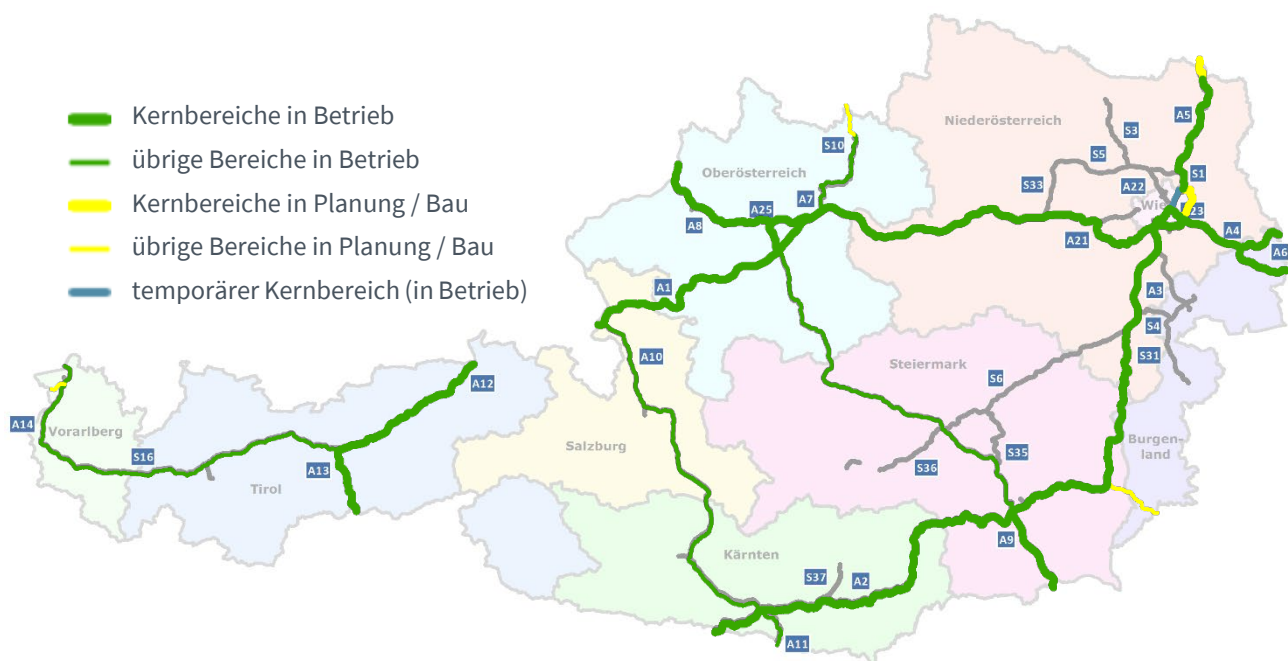 Kernbereiche in Betrieb
übrige Bereiche in Betrieb
Kernbereiche in Planung / Bau
übrige Bereiche in Planung / Bau
temporärer Kernbereich (in Betrieb)
Niederösterreich
Oberösterreich
Wie
Steiermark
Salzburg
Vorarlberg
Tirol
Kärnten
Burgen-
land
A5
S3
S10
S5
S1
A22
S33
A7
A25
A8
23
A4
A21
A6
A1
A3
S4
S31
A10
A12
S6
A14
S16
A13
S36
S35
A9
S37
A2
A11